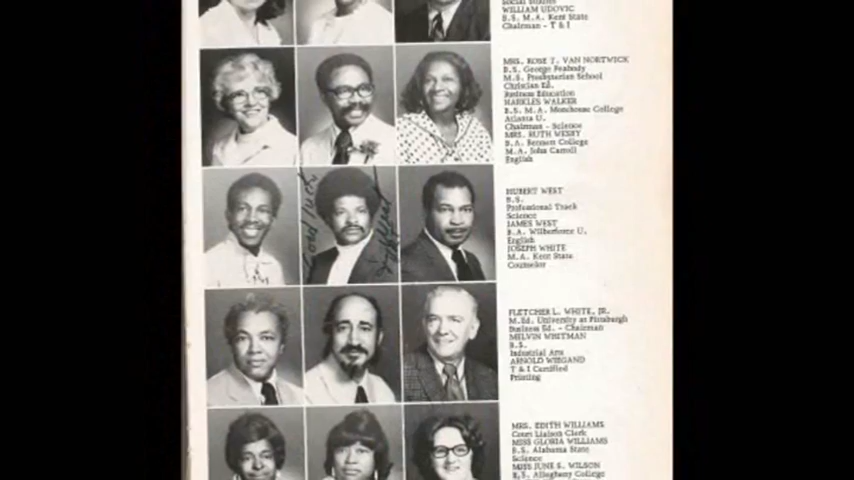 Social Studies
WILLIAM UDOVIC
B.S. M.A. Kent State
Chairman - T & I
MRS. ROSE T. VAN NORTWICK
B.S. George Peabody
M.S. Presbyterian School
Christian Ed.
Business Education
HARKLES WALKER
B.S. M.A. Morehouse College
Atlanta U.
Chairman - Science
MRS. RUTH WESBY
B.A. Bennett College
M.A. John Carroll
English
Good luck
HUBERT WEST
B.S.
Professional Track
Science
JAMES WEST
B.A. Wilberforce U.
English
JOSEPH WHITE
M.A. Kent State
Counselor
FLETCHER L. WHITE, JR.
M.Ed. University at Pittsburgh
Business Ed. - Chairman
MELVIN WHITMAN
B.S.
Industrial Arts
ARNOLD WIEGAND
T & I Certified
Printing
MRS. EDITH WILLIAMS
Court Liaison Clerk
MISS GLORIA WILLIAMS
B.S. Alabama State
Science
MISS JUNE S. WILSON
B.S. Allegheny College